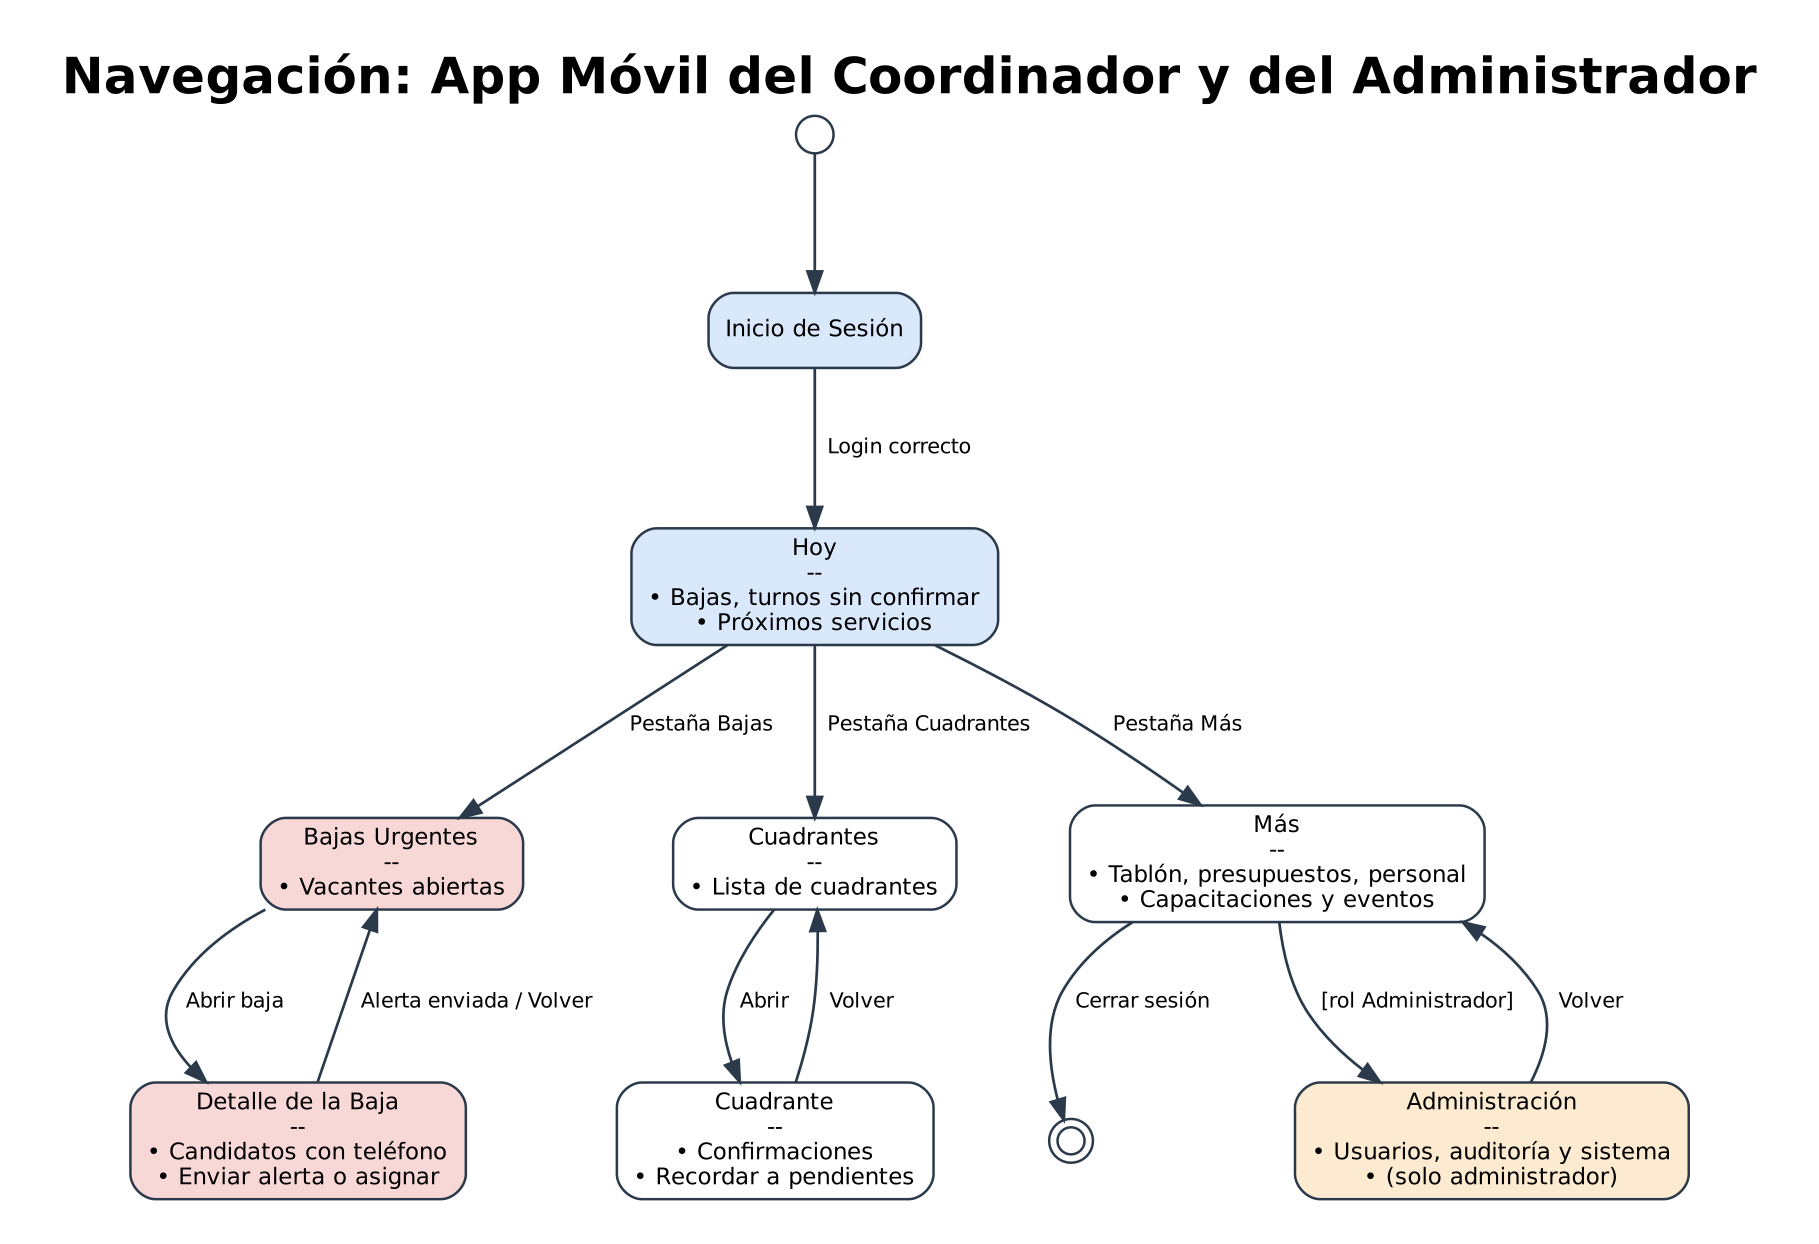 Navegación: App Móvil del Coordinador y del Administrador
Inicio de Sesión
Login correcto
Hoy
--
• Bajas, turnos sin confirmar
• Próximos servicios
Pestaña Bajas
Pestaña Cuadrantes
Pestaña Más
Bajas Urgentes
--
• Vacantes abiertas
Cuadrantes
--
• Lista de cuadrantes
Más
--
• Tablón, presupuestos, personal
• Capacitaciones y eventos
Abrir baja
Alerta enviada / Volver
Abrir
Volver
Cerrar sesión
[rol Administrador]
Volver
Detalle de la Baja
--
• Candidatos con teléfono
• Enviar alerta o asignar
Cuadrante
--
• Confirmaciones
• Recordar a pendientes
Administración
--
• Usuarios, auditoría y sistema
• (solo administrador)